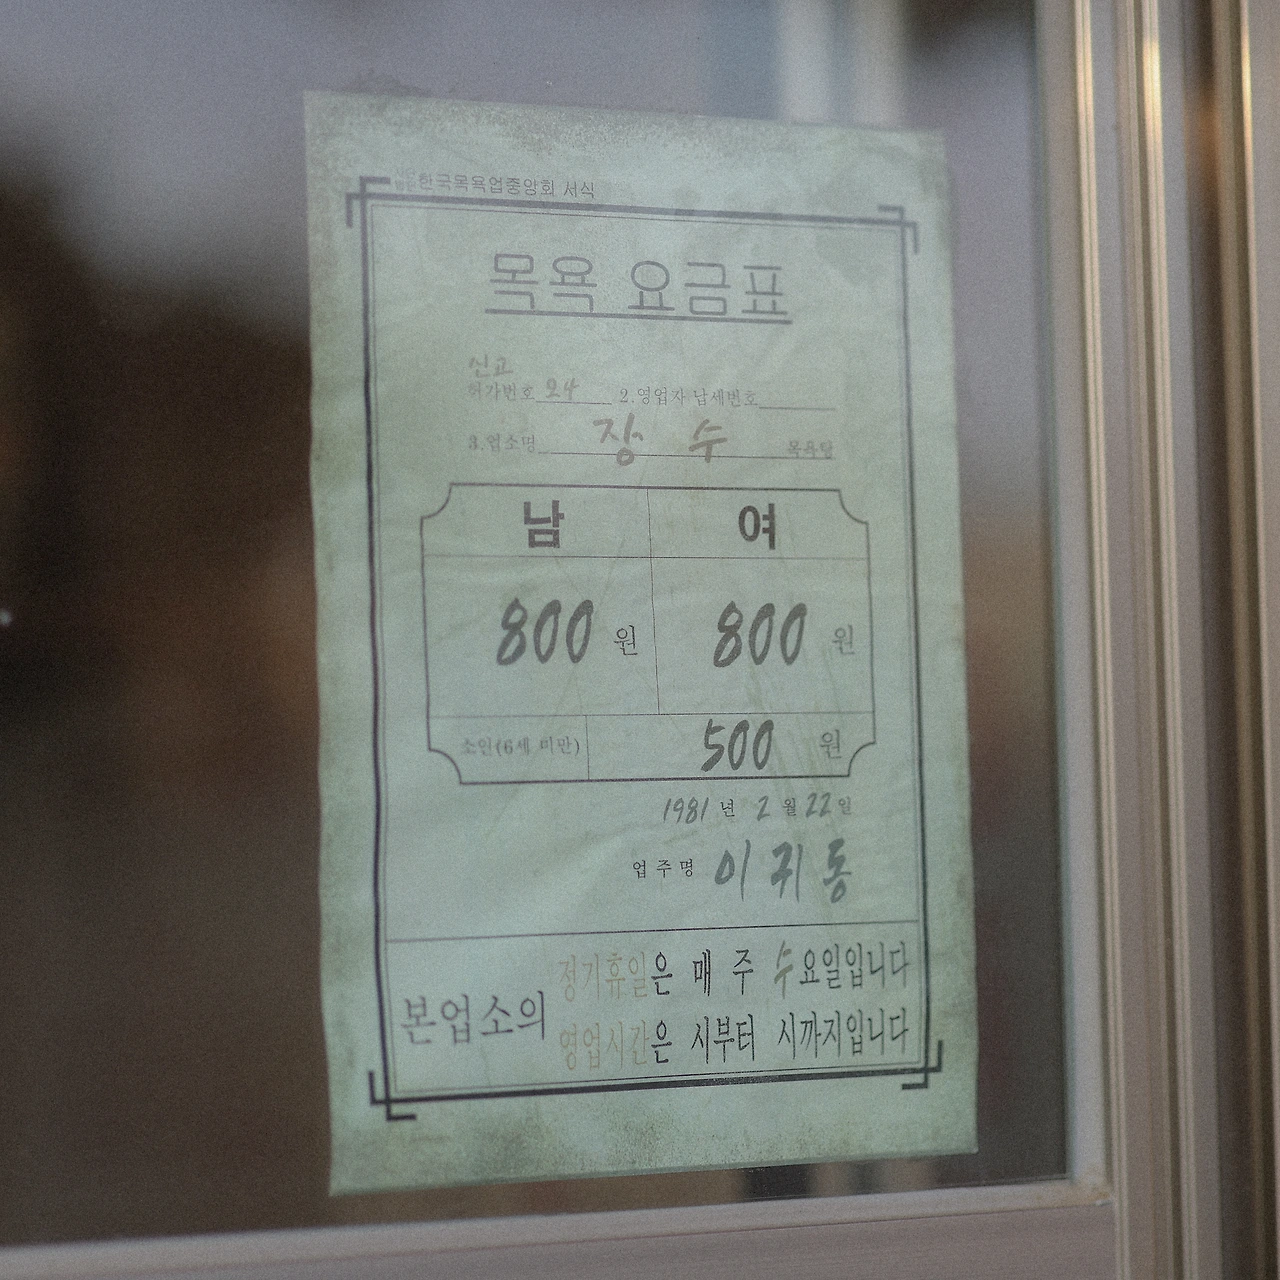 사단법인 한국목욕업중앙회 서식
목욕 요금표
신고
허가번호 24 2.영업자 납세번호
3.업소명 장 수 목욕탕
남 여
800 원 800 원
소인(6세 미만) 500 원
1981 년 2 월 22 일
업 주 명 이 귀 동
본업소의
정기휴일은 매 주 수요일입니다
영업시간은 시부터 시까지입니다